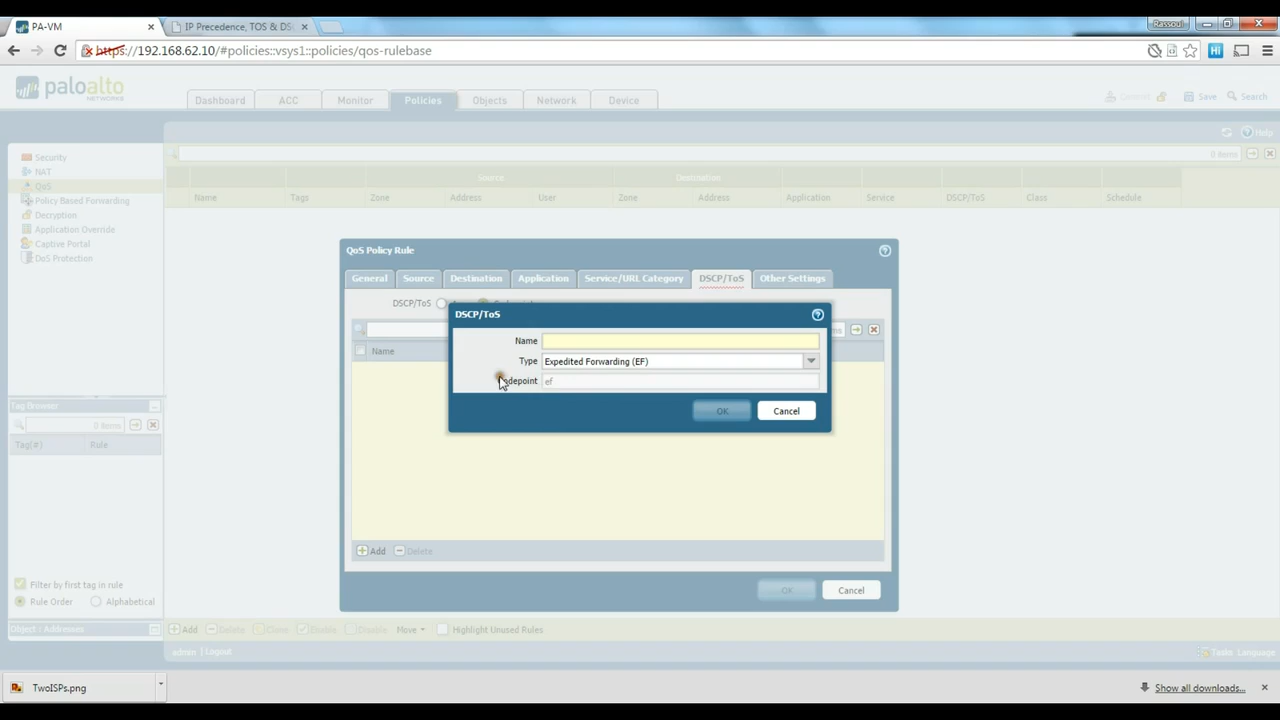 PA-VM
IP Precedence, TOS & DS
Rassoul
https://192.168.62.10/#policies::vsys1::policies/qos-rulebase
paloalto
NETWORKS
Dashboard
ACC
Monitor
Policies
Objects
Network
Device
Commit
Save
Search
Help
Security
NAT
QoS
Policy Based Forwarding
Decryption
Application Override
Captive Portal
DoS Protection
0 items
Source
Destination
Name
Tags
Zone
Address
User
Zone
Address
Application
Service
DSCP/ToS
Class
Schedule
QoS Policy Rule
General
Source
Destination
Application
Service/URL Category
DSCP/ToS
Other Settings
DSCP/ToS
Name
DSCP/ToS
Name
Type
Expedited Forwarding (EF)
ef
OK
Cancel
Add
Delete
OK
Cancel
Tag Browser
0 items
Tag(#)
Rule
Filter by first tag in rule
Rule Order
Alphabetical
Object : Addresses
Add
Delete
Clone
Enable
Disable
Move
Highlight Unused Rules
admin | Logout
Tasks
Language
TwoISPs.png
Show all downloads...